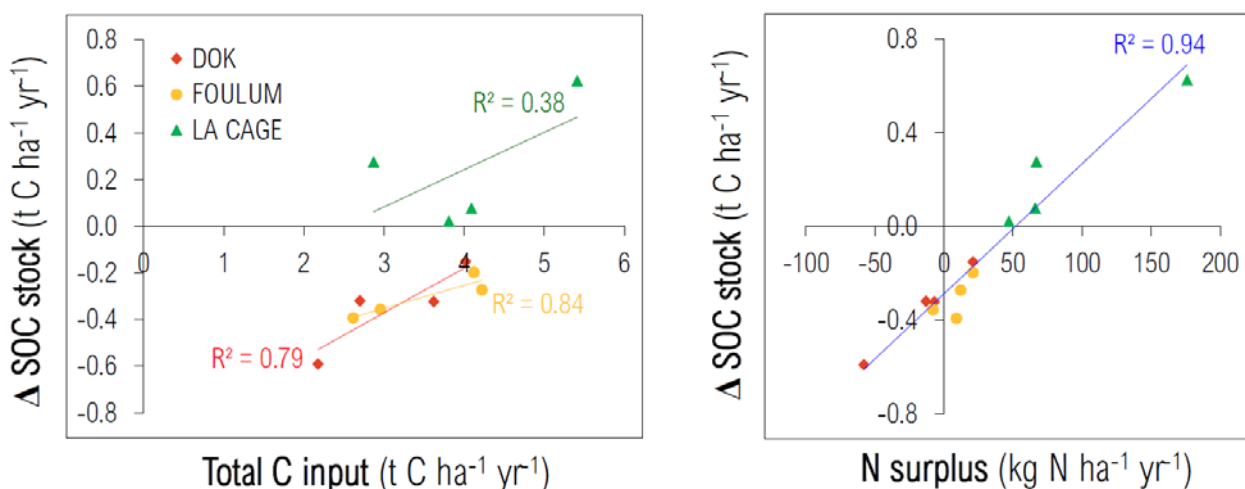 Δ SOC stock (t C ha⁻¹ yr⁻¹)
0.8
0.6
0.4
0.2
0.0
-0.2
-0.4
-0.6
-0.8
DOK
FOULUM
LA CAGE
R² = 0.38
R² = 0.84
R² = 0.79
0 1 2 3 4 5 6
Total C input (t C ha⁻¹ yr⁻¹)
Δ SOC stock (t C ha⁻¹ yr⁻¹)
0.8
0.4
0.0
-0.4
-0.8
R² = 0.94
-100 -50 0 50 100 150 200
N surplus (kg N ha⁻¹ yr⁻¹)